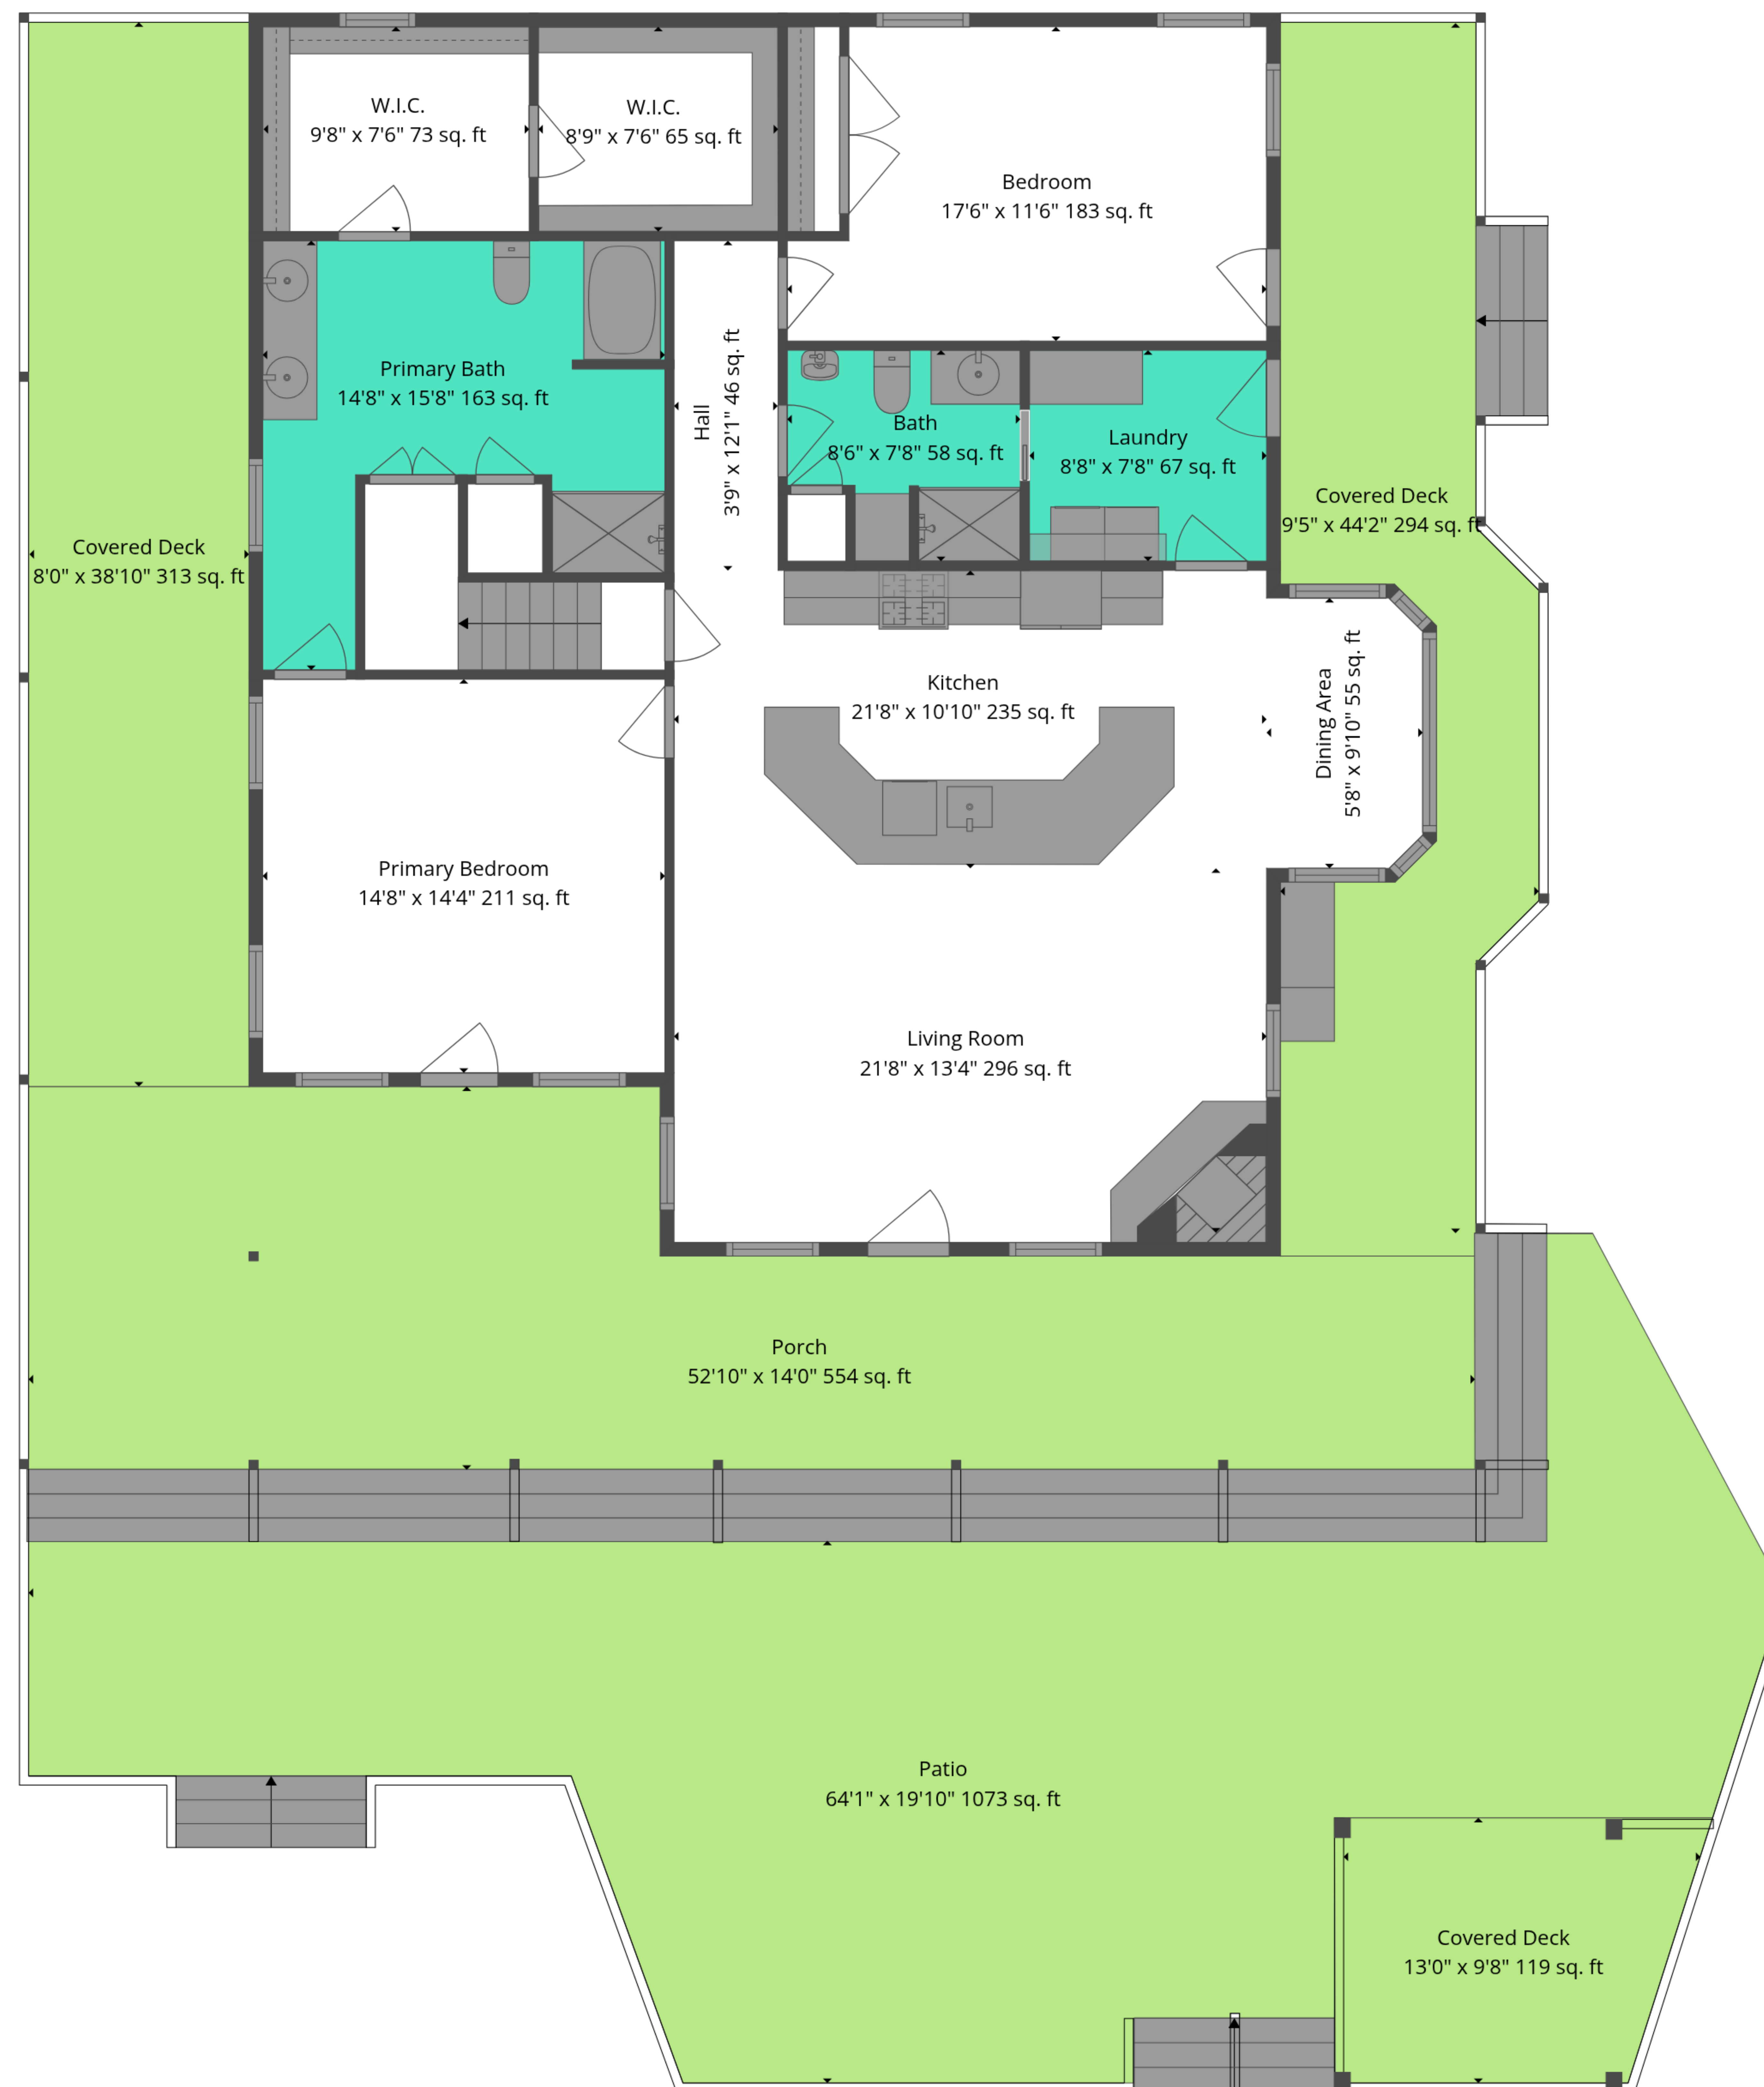 W.I.C.
9'8" x 7'6" 73 sq. ft
W.I.C.
8'9" x 7'6" 65 sq. ft
Bedroom
17'6" x 11'6" 183 sq. ft
Primary Bath
14'8" x 15'8" 163 sq. ft
Hall
3'9" x 12'1" 46 sq. ft
Bath
8'6" x 7'8" 58 sq. ft
Laundry
8'8" x 7'8" 67 sq. ft
Covered Deck
9'5" x 44'2" 294 sq. ft
Covered Deck
8'0" x 38'10" 313 sq. ft
Kitchen
21'8" x 10'10" 235 sq. ft
Dining Area
5'8" x 9'10" 55 sq. ft
Primary Bedroom
14'8" x 14'4" 211 sq. ft
Living Room
21'8" x 13'4" 296 sq. ft
Porch
52'10" x 14'0" 554 sq. ft
Patio
64'1" x 19'10" 1073 sq. ft
Covered Deck
13'0" x 9'8" 119 sq. ft